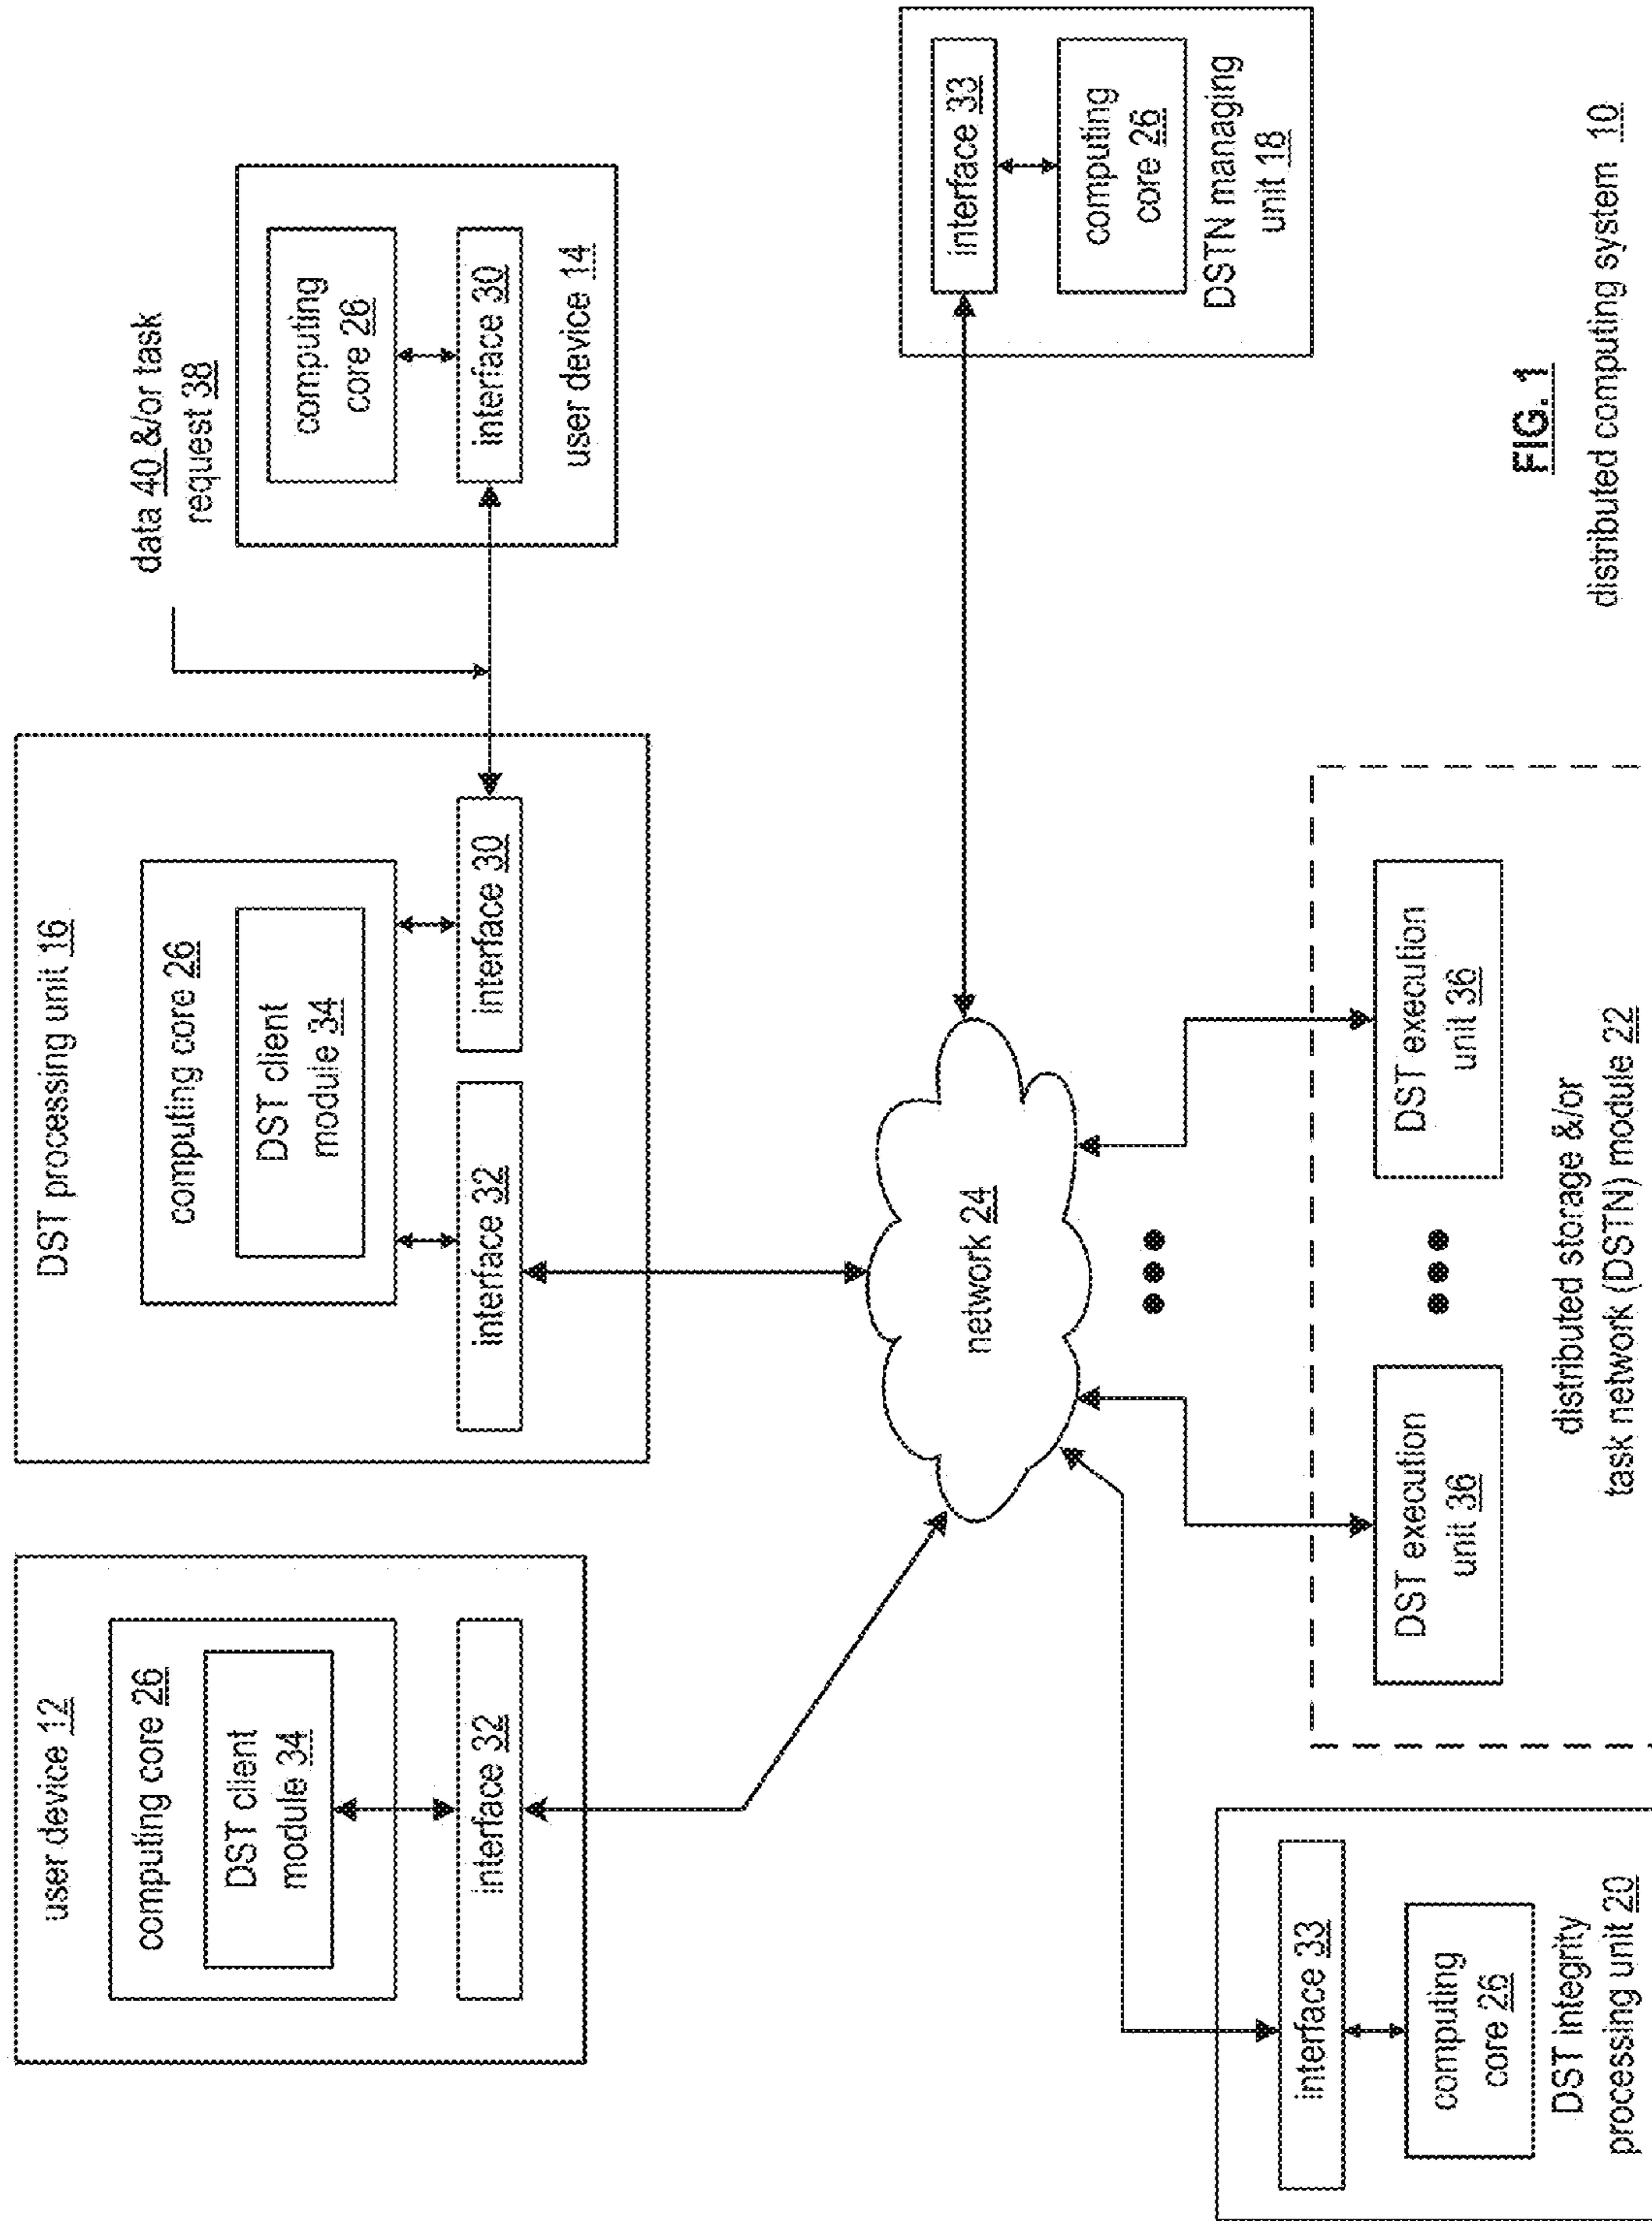 user device 12
computing core 26
DST client
module 34
interface 32
DST processing unit 16
computing core 26
DST client
module 34
interface 32
interface 30
data 40 &/or task
request 38
computing
core 26
interface 30
user device 14
network 24
interface 33
computing
core 26
DSTN managing
unit 18
interface 33
computing
core 26
DST integrity
processing unit 20
DST execution
unit 36
DST execution
unit 36
distributed storage &/or
task network (DSTN) module 22
FIG. 1
distributed computing system 10